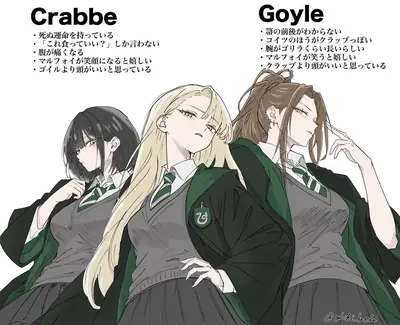 Crabbe
・死ぬ運命を持っている
・「これ食っていい？」しか言わない
・腹が痛くなる
・マルフォイが笑顔になると嬉しい
・ゴイルより頭がいいと思っている
Goyle
・箒の前後がわからない
・コイツのほうがクラッブっぽい
・腕がゴリラくらい長いらしい
・マルフォイが笑うと嬉しい
・クラッブより頭がいいと思っている